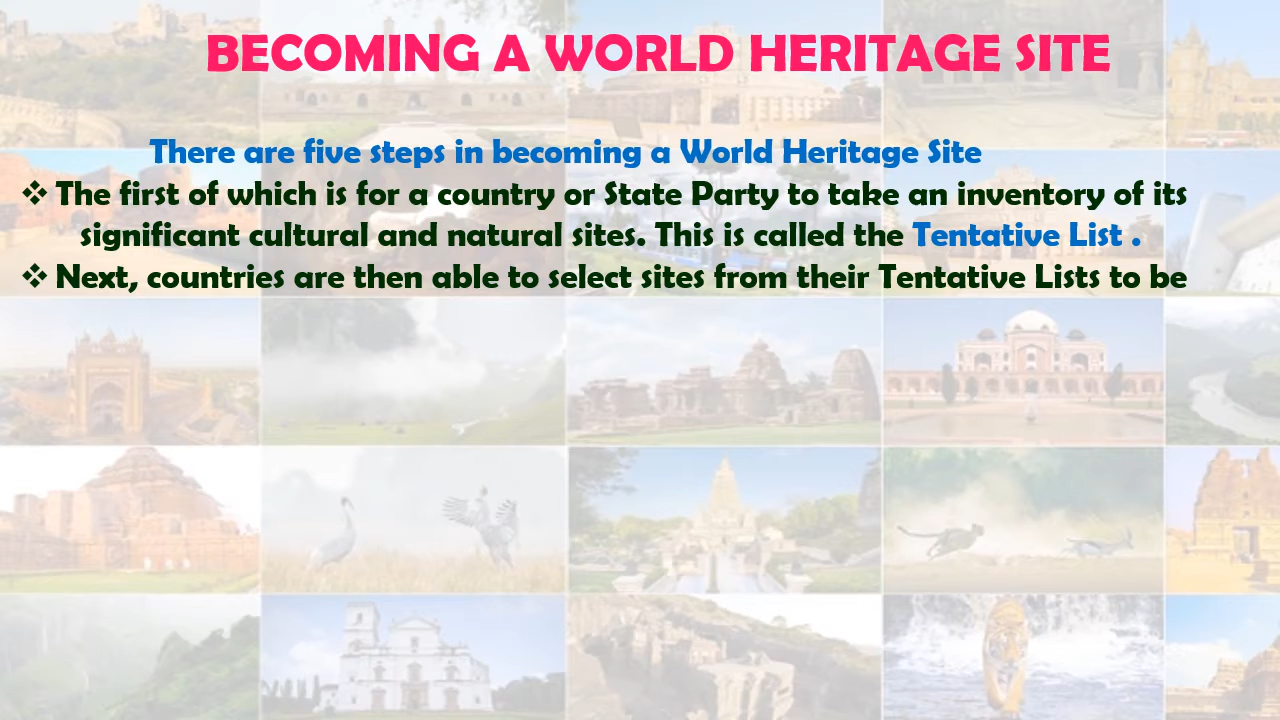 BECOMING A WORLD HERITAGE SITE
There are five steps in becoming a World Heritage Site
❖ The first of which is for a country or State Party to take an inventory of its
significant cultural and natural sites. This is called the Tentative List .
❖ Next, countries are then able to select sites from their Tentative Lists to be